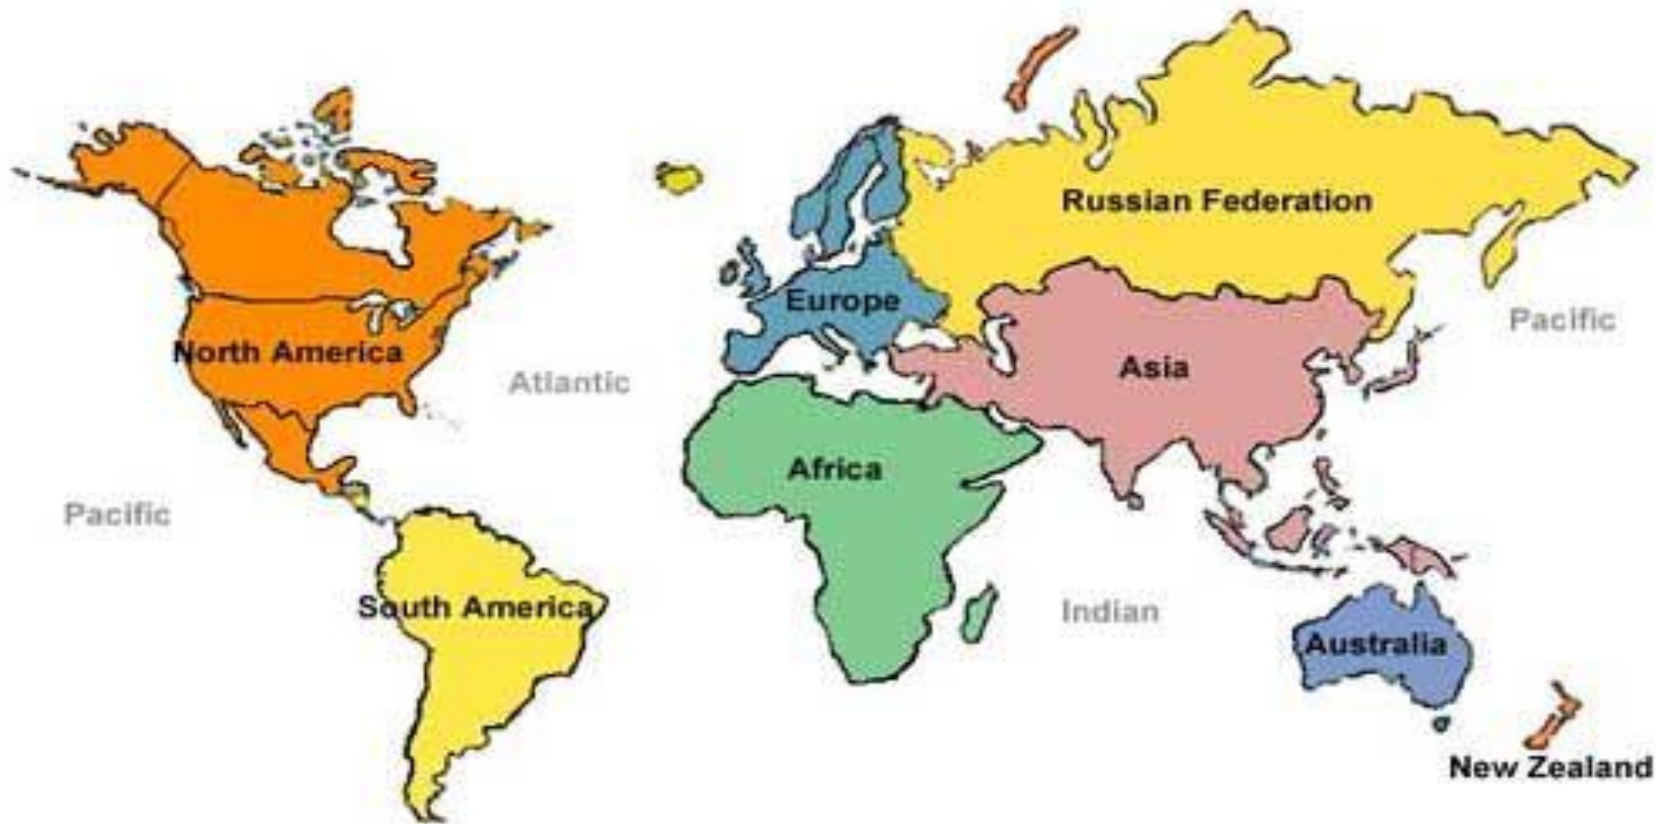 Russian Federation
Europe
Pacific
North America
Asia
Atlantic
Africa
Pacific
South America
Indian
Australia
New Zealand